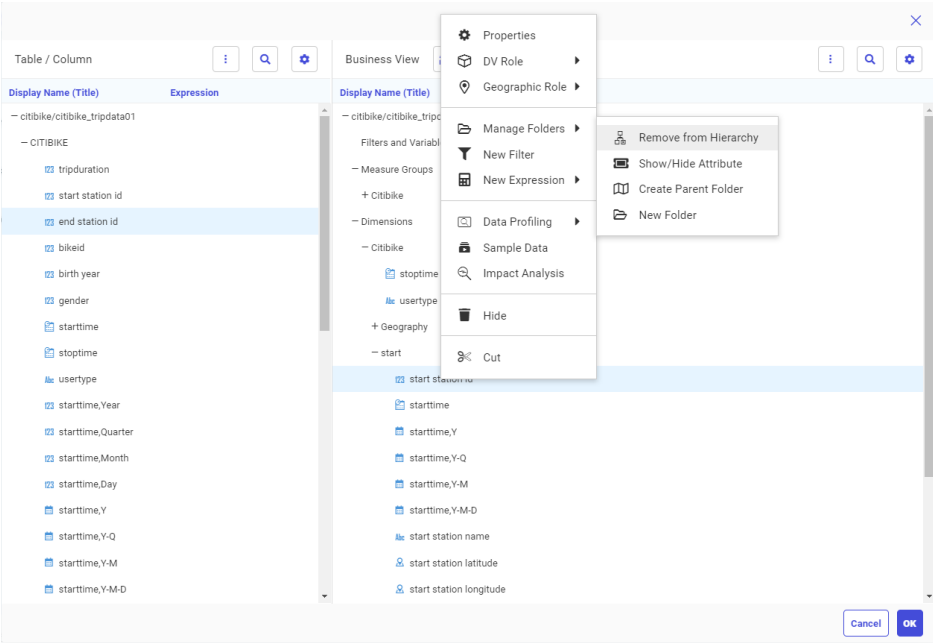 Table / Column
Display Name (Title) Expression
citibike/citibike_tripdata01
CITIBIKE
tripduration
start station id
end station id
bikeid
birth year
gender
starttime
stoptime
usertype
starttime,Year
starttime,Quarter
starttime,Month
starttime,Day
starttime,Y
starttime,Y-Q
starttime,Y-M
starttime,Y-M-D
Business View
Display Name (Title)
citibike/citibike_tripd
Filters and Variabl
Measure Groups
Citibike
Dimensions
Citibike
stoptime
usertype
Geography
start
start station id
starttime
starttime,Y
starttime,Y-Q
starttime,Y-M
starttime,Y-M-D
start station name
start station latitude
start station longitude
Properties
DV Role
Geographic Role
Manage Folders
New Filter
New Expression
Data Profiling
Sample Data
Impact Analysis
Hide
Cut
Remove from Hierarchy
Show/Hide Attribute
Create Parent Folder
New Folder
Cancel OK